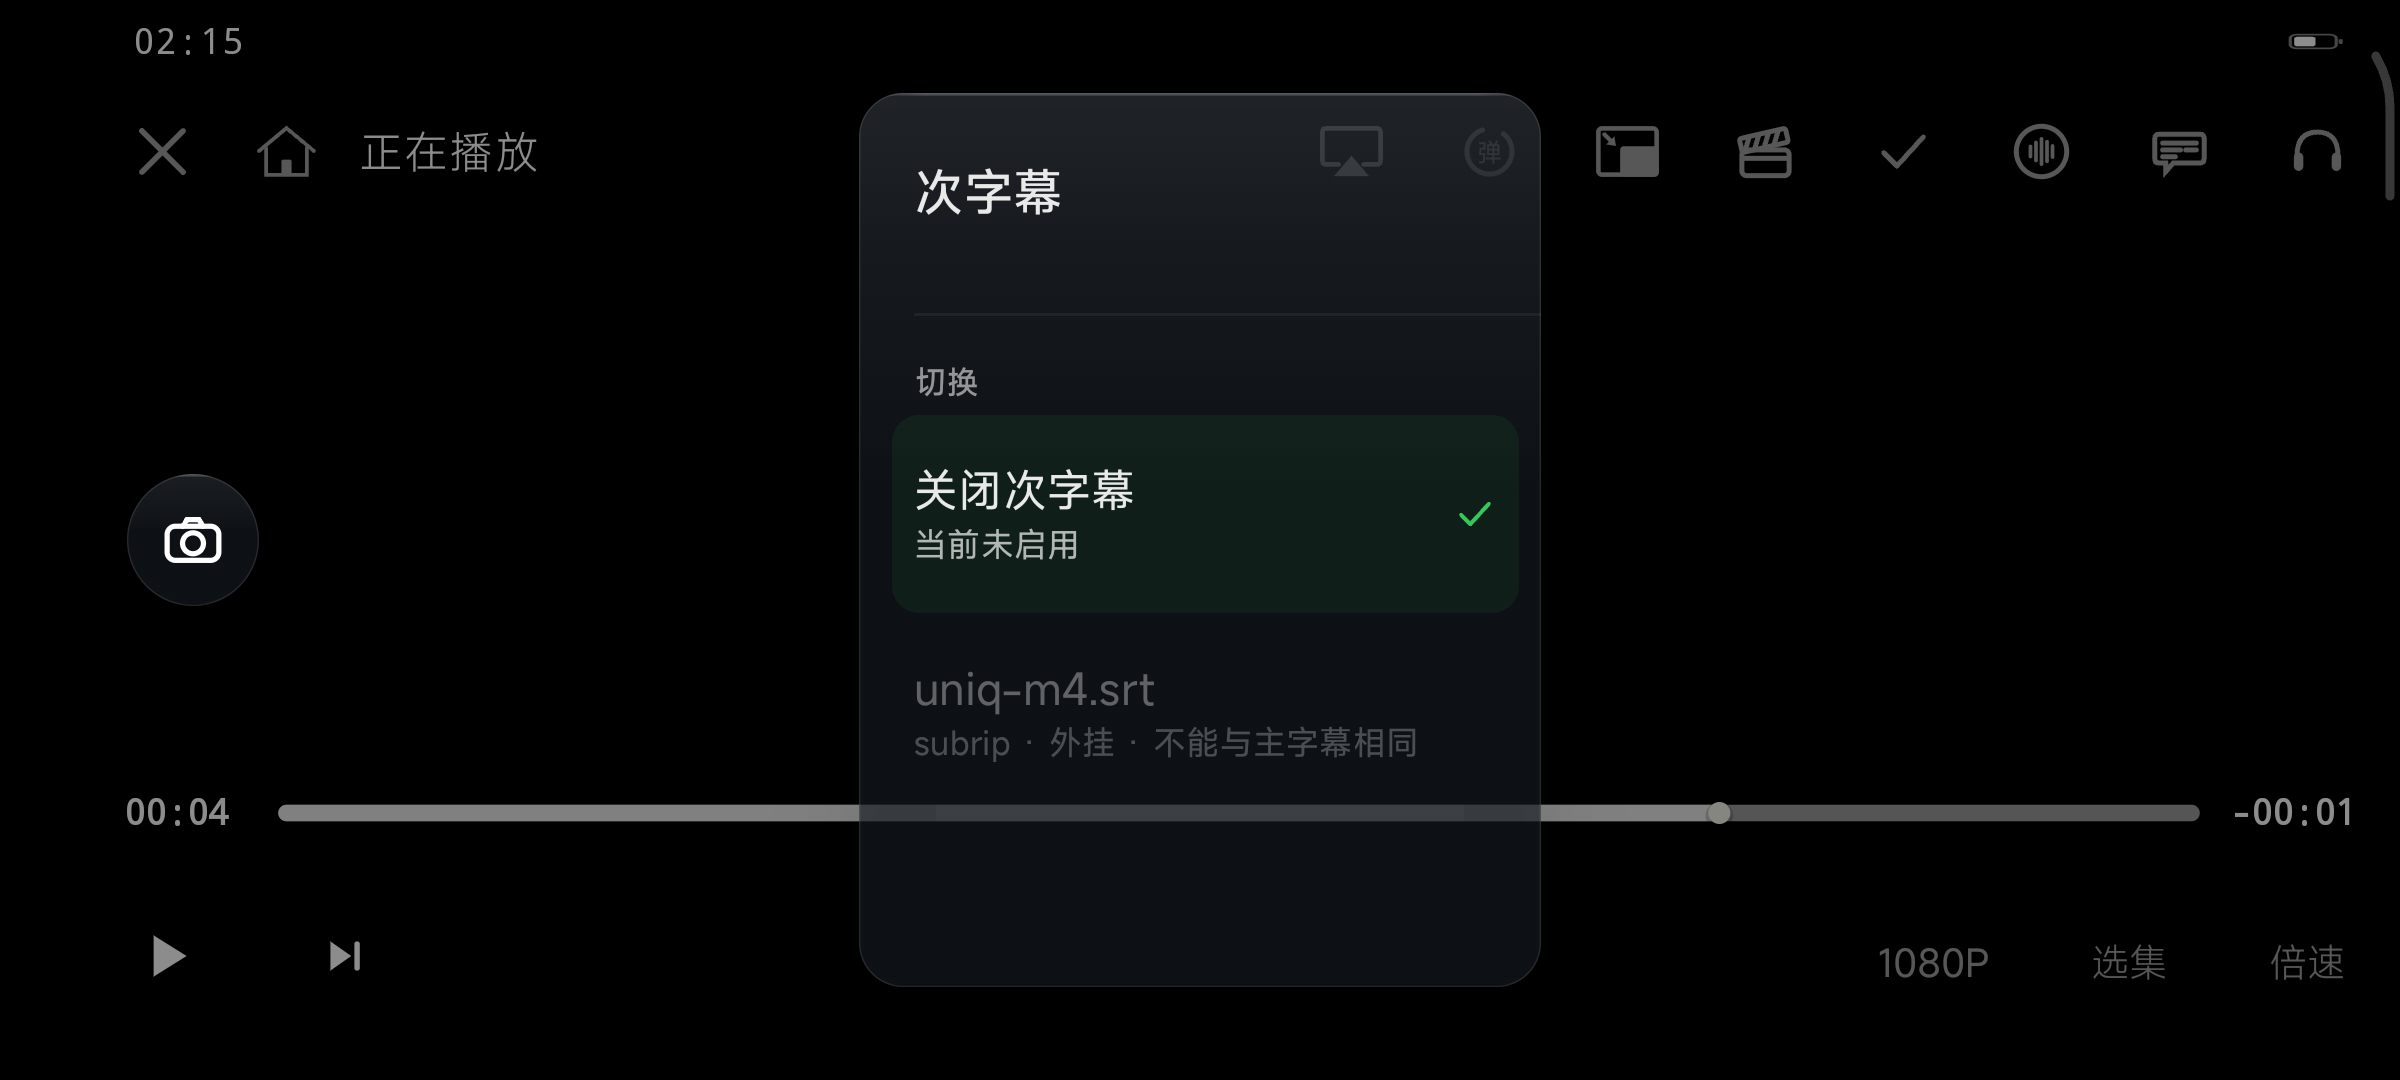 02:15
正在播放
弹
次字幕
切换
关闭次字幕
当前未启用
uniq-m4.srt
subrip · 外挂 · 不能与主字幕相同
00:04
-00:01
1080P
选集
倍速